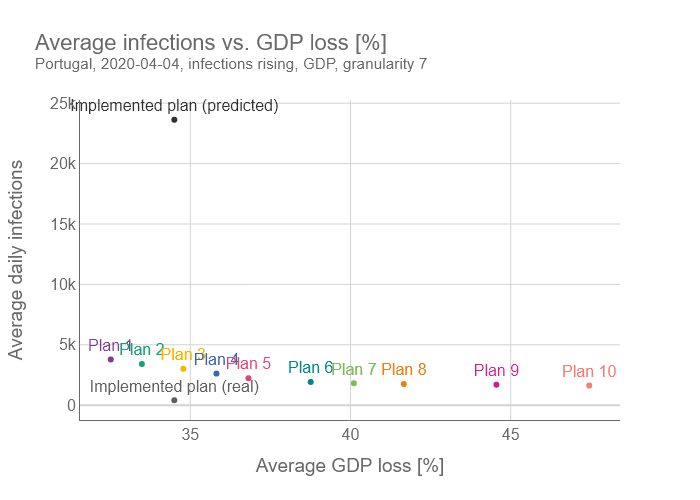 Average infections vs. GDP loss [%]
Portugal, 2020-04-04, infections rising, GDP, granularity 7
25k
Implemented plan (predicted)
20k
15k
10k
5k
Plan 1
Plan 2
Plan 3
Plan 4
Plan 5
Plan 6
Plan 7
Plan 8
Plan 9
Plan 10
Implemented plan (real)
0
35
40
45
Average daily infections
Average GDP loss [%]